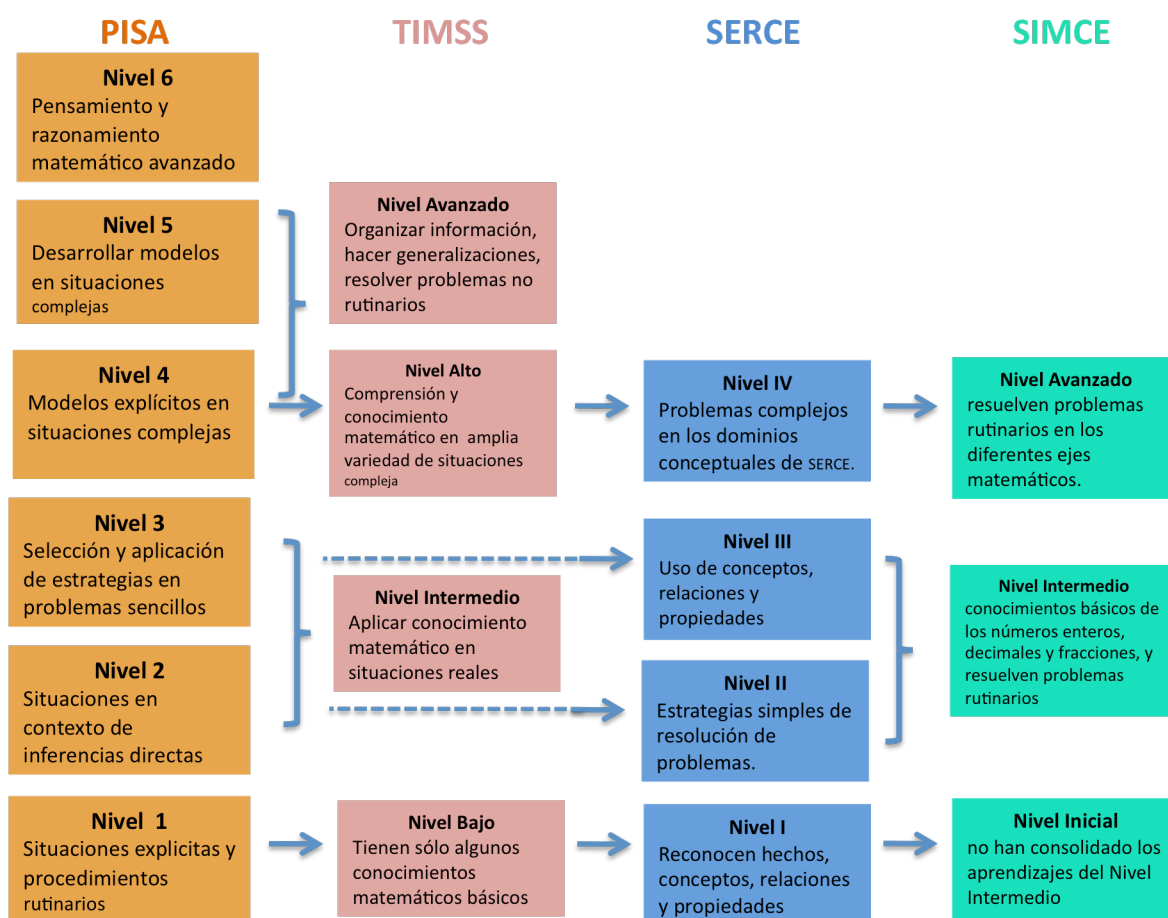 PISA
TIMSS
SERCE
SIMCE
Nivel 6
Pensamiento y
razonamiento
matemático avanzado
Nivel 5
Desarrollar modelos
en situaciones
complejas
Nivel Avanzado
Organizar información,
hacer generalizaciones,
resolver problemas no
rutinarios
Nivel 4
Modelos explícitos en
situaciones complejas
Nivel Alto
Comprensión y
conocimiento
matemático en amplia
variedad de situaciones
compleja
Nivel IV
Problemas complejos
en los dominios
conceptuales de SERCE.
Nivel Avanzado
resuelven problemas
rutinarios en los
diferentes ejes
matemáticos.
Nivel 3
Selección y aplicación
de estrategias en
problemas sencillos
Nivel 2
Situaciones en
contexto de
inferencias directas
Nivel Intermedio
Aplicar conocimiento
matemático en
situaciones reales
Nivel III
Uso de conceptos,
relaciones y
propiedades
Nivel II
Estrategias simples de
resolución de
problemas.
Nivel Intermedio
conocimientos básicos de
los números enteros,
decimales y fracciones, y
resuelven problemas
rutinarios
Nivel 1
Situaciones explicitas y
procedimientos
rutinarios
Nivel Bajo
Tienen sólo algunos
conocimientos
matemáticos básicos
Nivel I
Reconocen hechos,
conceptos, relaciones
y propiedades
Nivel Inicial
no han consolidado los
aprendizajes del Nivel
Intermedio